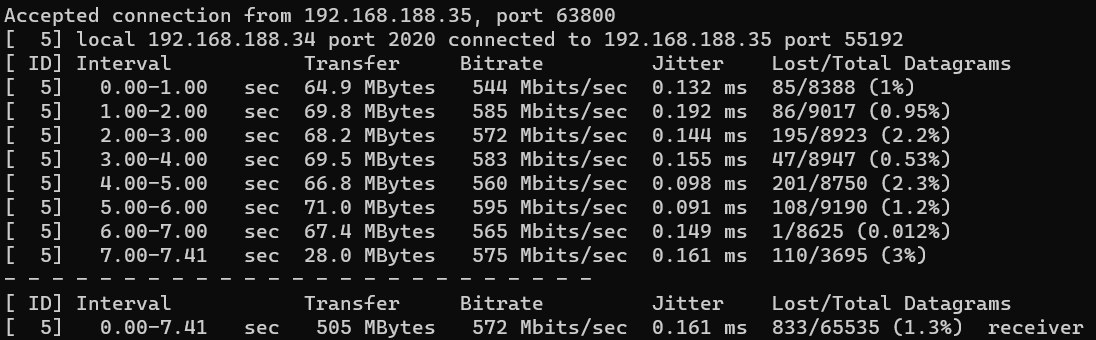 Accepted connection from 192.168.188.35, port 63800
[  5] local 192.168.188.34 port 2020 connected to 192.168.188.35 port 55192
[ ID] Interval           Transfer     Bitrate         Jitter    Lost/Total Datagrams
[  5]   0.00-1.00   sec  64.9 MBytes   544 Mbits/sec  0.132 ms  85/8388 (1%)
[  5]   1.00-2.00   sec  69.8 MBytes   585 Mbits/sec  0.192 ms  86/9017 (0.95%)
[  5]   2.00-3.00   sec  68.2 MBytes   572 Mbits/sec  0.144 ms  195/8923 (2.2%)
[  5]   3.00-4.00   sec  69.5 MBytes   583 Mbits/sec  0.155 ms  47/8947 (0.53%)
[  5]   4.00-5.00   sec  66.8 MBytes   560 Mbits/sec  0.098 ms  201/8750 (2.3%)
[  5]   5.00-6.00   sec  71.0 MBytes   595 Mbits/sec  0.091 ms  108/9190 (1.2%)
[  5]   6.00-7.00   sec  67.4 MBytes   565 Mbits/sec  0.149 ms  1/8625 (0.012%)
[  5]   7.00-7.41   sec  28.0 MBytes   575 Mbits/sec  0.161 ms  110/3695 (3%)
- - - - - - - - - - - - - - - - - - - - - - - - -
[ ID] Interval           Transfer     Bitrate         Jitter    Lost/Total Datagrams
[  5]   0.00-7.41   sec   505 MBytes   572 Mbits/sec  0.161 ms  833/65535 (1.3%)  receiver